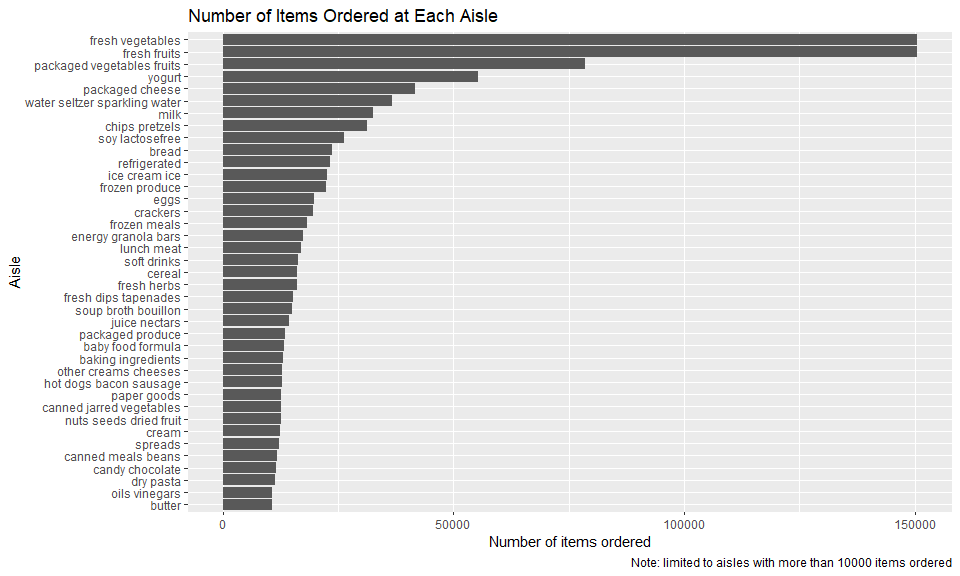 Number of Items Ordered at Each Aisle
fresh vegetables
fresh fruits
packaged vegetables fruits
yogurt
packaged cheese
water seltzer sparkling water
milk
chips pretzels
soy lactosefree
bread
refrigerated
ice cream ice
frozen produce
eggs
crackers
frozen meals
energy granola bars
lunch meat
soft drinks
cereal
fresh herbs
fresh dips tapenades
soup broth bouillon
juice nectars
packaged produce
baby food formula
baking ingredients
other creams cheeses
hot dogs bacon sausage
paper goods
canned jarred vegetables
nuts seeds dried fruit
cream
spreads
canned meals beans
candy chocolate
dry pasta
oils vinegars
butter
Aisle
0 50000 100000 150000
Number of items ordered
Note: limited to aisles with more than 10000 items ordered